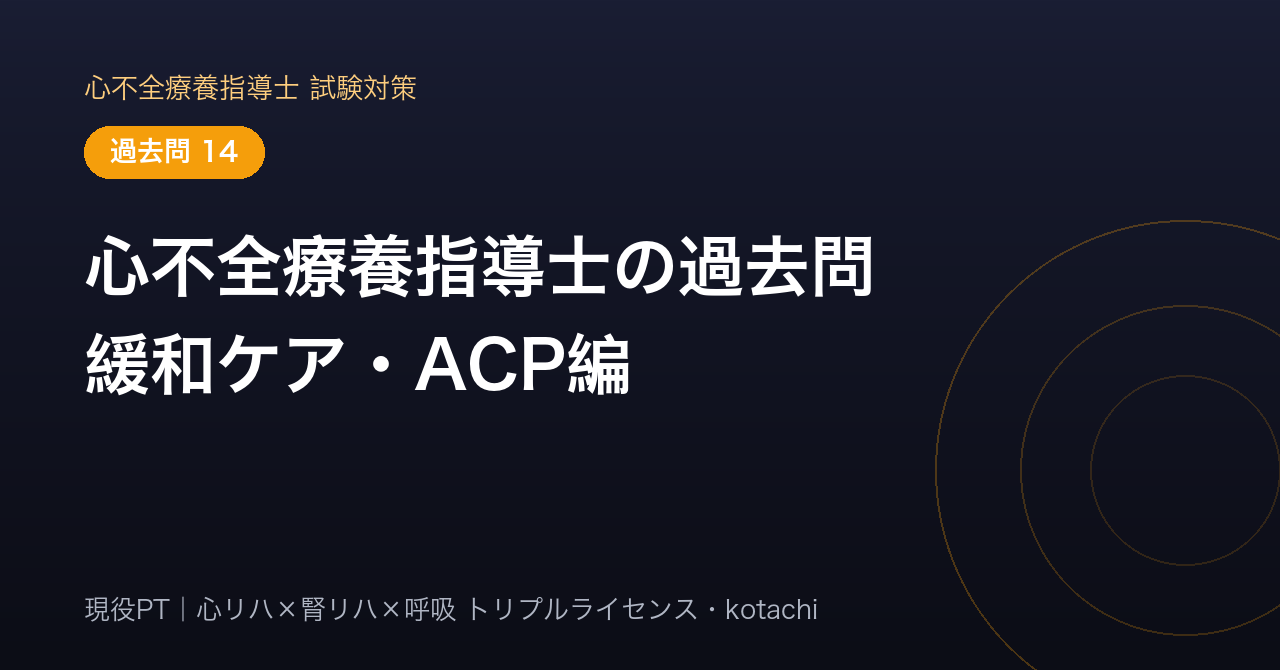 心不全療養指導士 試験対策
過去問 14
心不全療養指導士の過去問
緩和ケア・ACP編
現役PT｜心リハ×腎リハ×呼吸 トリプルライセンス・kotachi